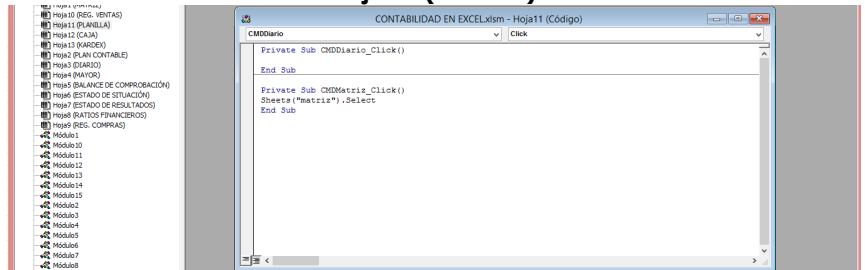 Hoja1 (MATRIZ)
Hoja10 (REG. VENTAS)
Hoja11 (PLANILLA)
Hoja12 (CAJA)
Hoja13 (KARDEX)
Hoja2 (PLAN CONTABLE)
Hoja3 (DIARIO)
Hoja4 (MAYOR)
Hoja5 (BALANCE DE COMPROBACIÓN)
Hoja6 (ESTADO DE SITUACIÓN)
Hoja7 (ESTADO DE RESULTADOS)
Hoja8 (RATIOS FINANCIEROS)
Hoja9 (REG. COMPRAS)
Módulo1
Módulo10
Módulo11
Módulo12
Módulo13
Módulo14
Módulo15
Módulo2
Módulo3
Módulo4
Módulo5
Módulo6
Módulo7
Módulo8
CONTABILIDAD EN EXCEL.xlsm - Hoja11 (Código)
CMDDiario
Click
Private Sub CMDDiario_Click()
End Sub
Private Sub CMDMatriz_Click()
Sheets("matriz").Select
End Sub